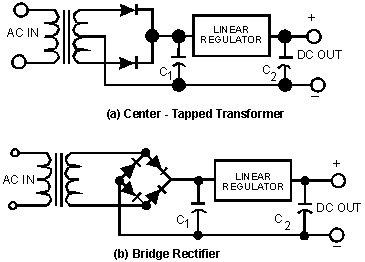 AC IN
LINEAR
REGULATOR
+
C1
C2
DC OUT
–
(a) Center - Tapped Transformer
AC IN
LINEAR
REGULATOR
+
C1
C2
DC OUT
–
(b) Bridge Rectifier